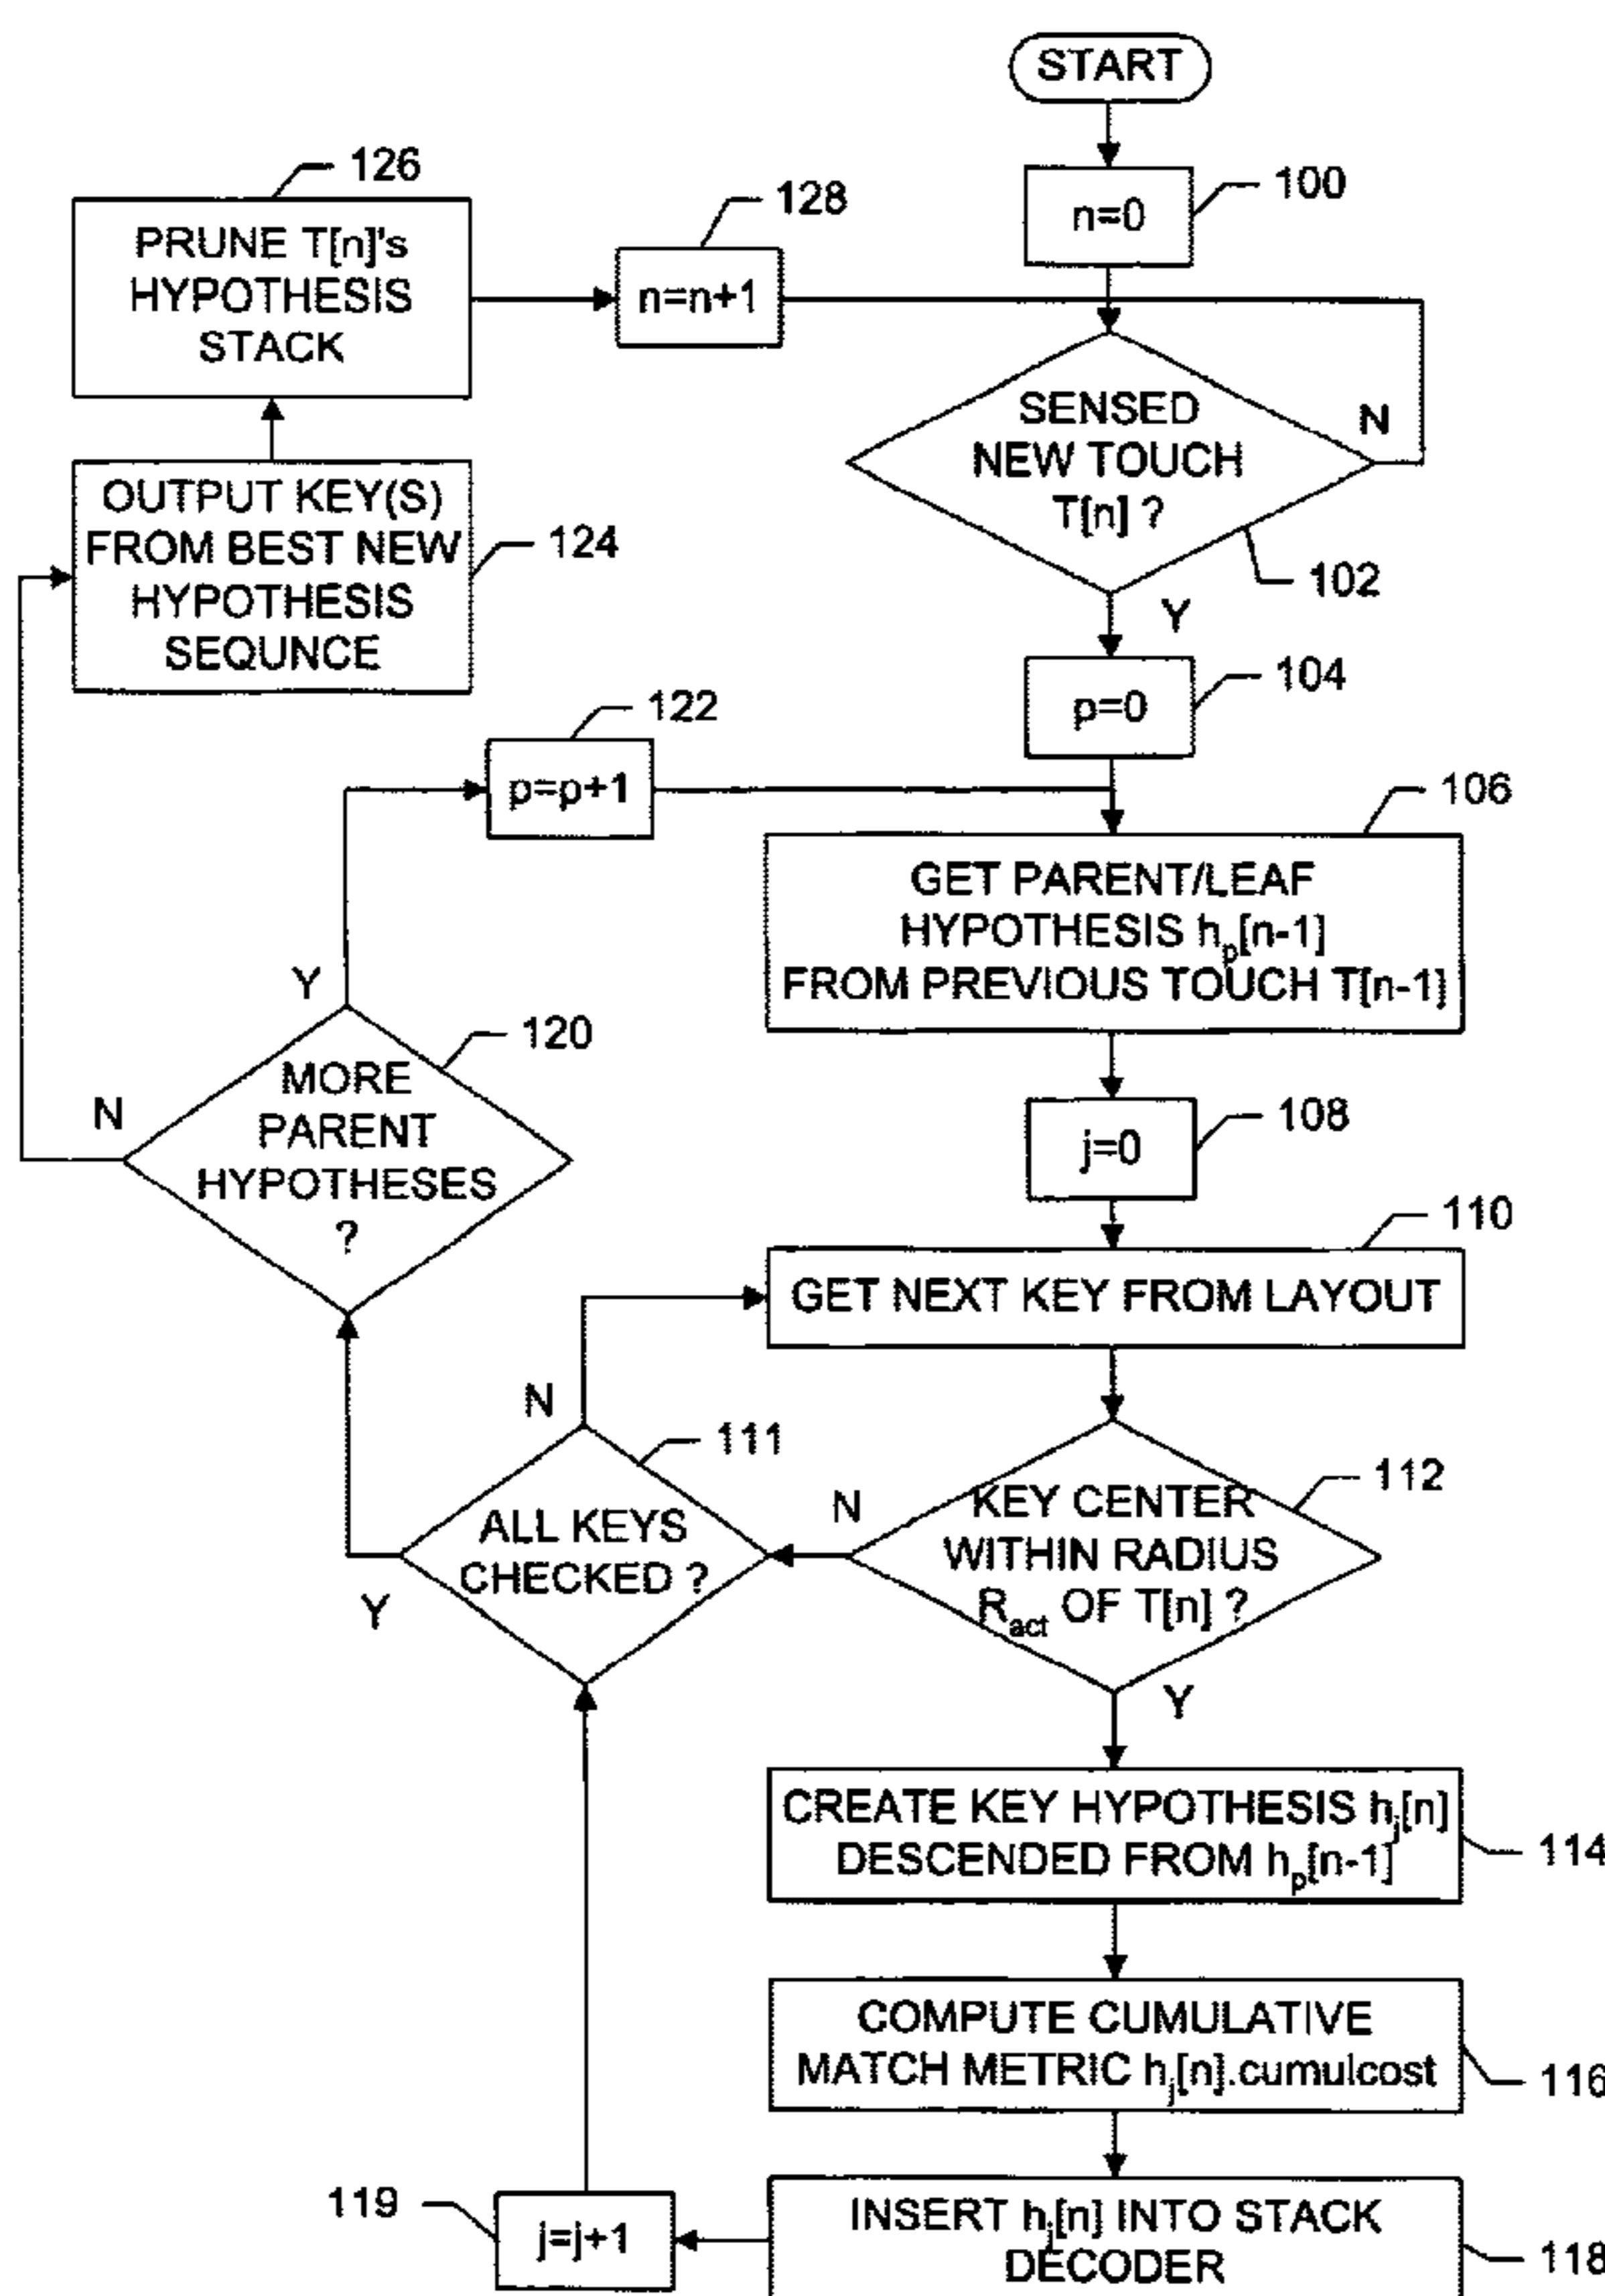 START
100
n=0
126
PRUNE T[n]'s
HYPOTHESIS
STACK
128
n=n+1
SENSED
NEW TOUCH
T[n] ?
N
102
Y
OUTPUT KEY(S)
FROM BEST NEW
HYPOTHESIS
SEQUNCE
124
104
p=0
122
p=p+1
106
GET PARENT/LEAF
HYPOTHESIS hp[n-1]
FROM PREVIOUS TOUCH T[n-1]
Y
120
MORE
PARENT
HYPOTHESES
?
N
108
j=0
110
GET NEXT KEY FROM LAYOUT
N
111
ALL KEYS
CHECKED ?
Y
N
112
KEY CENTER
WITHIN RADIUS
Ract OF T[n] ?
Y
CREATE KEY HYPOTHESIS hj[n]
DESCENDED FROM hp[n-1]
114
COMPUTE CUMULATIVE
MATCH METRIC hj[n].cumulcost
116
119
j=j+1
INSERT hj[n] INTO STACK
DECODER
118